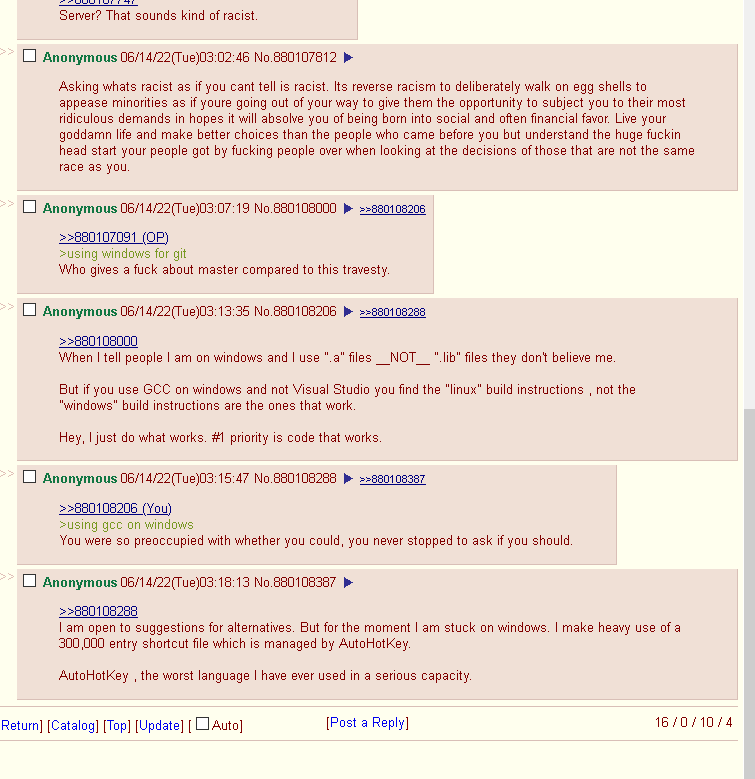 >>880107747
Server? That sounds kind of racist.
>>
Anonymous 06/14/22(Tue)03:02:46 No.880107812 ▶
Asking whats racist as if you cant tell is racist. Its reverse racism to deliberately walk on egg shells to
appease minorities as if youre going out of your way to give them the opportunity to subject you to their most
ridiculous demands in hopes it will absolve you of being born into social and often financial favor. Live your
goddamn life and make better choices than the people who came before you but understand the huge fuckin
head start your people got by fucking people over when looking at the decisions of those that are not the same
race as you.
>>
Anonymous 06/14/22(Tue)03:07:19 No.880108000 ▶ >>880108206
>>880107091 (OP)
>using windows for git
Who gives a fuck about master compared to this travesty.
>>
Anonymous 06/14/22(Tue)03:13:35 No.880108206 ▶ >>880108288
>>880108000
When I tell people I am on windows and I use ".a" files __NOT__ ".lib" files they don't believe me.
But if you use GCC on windows and not Visual Studio you find the "linux" build instructions , not the
"windows" build instructions are the ones that work.
Hey, I just do what works. #1 priority is code that works.
>>
Anonymous 06/14/22(Tue)03:15:47 No.880108288 ▶ >>880108387
>>880108206 (You)
>using gcc on windows
You were so preoccupied with whether you could, you never stopped to ask if you should.
>>
Anonymous 06/14/22(Tue)03:18:13 No.880108387 ▶
>>880108288
I am open to suggestions for alternatives. But for the moment I am stuck on windows. I make heavy use of a
300,000 entry shortcut file which is managed by AutoHotKey.
AutoHotKey , the worst language I have ever used in a serious capacity.
Return] [Catalog] [Top] [Update] [ Auto] [Post a Reply] 16 / 0 / 10 / 4